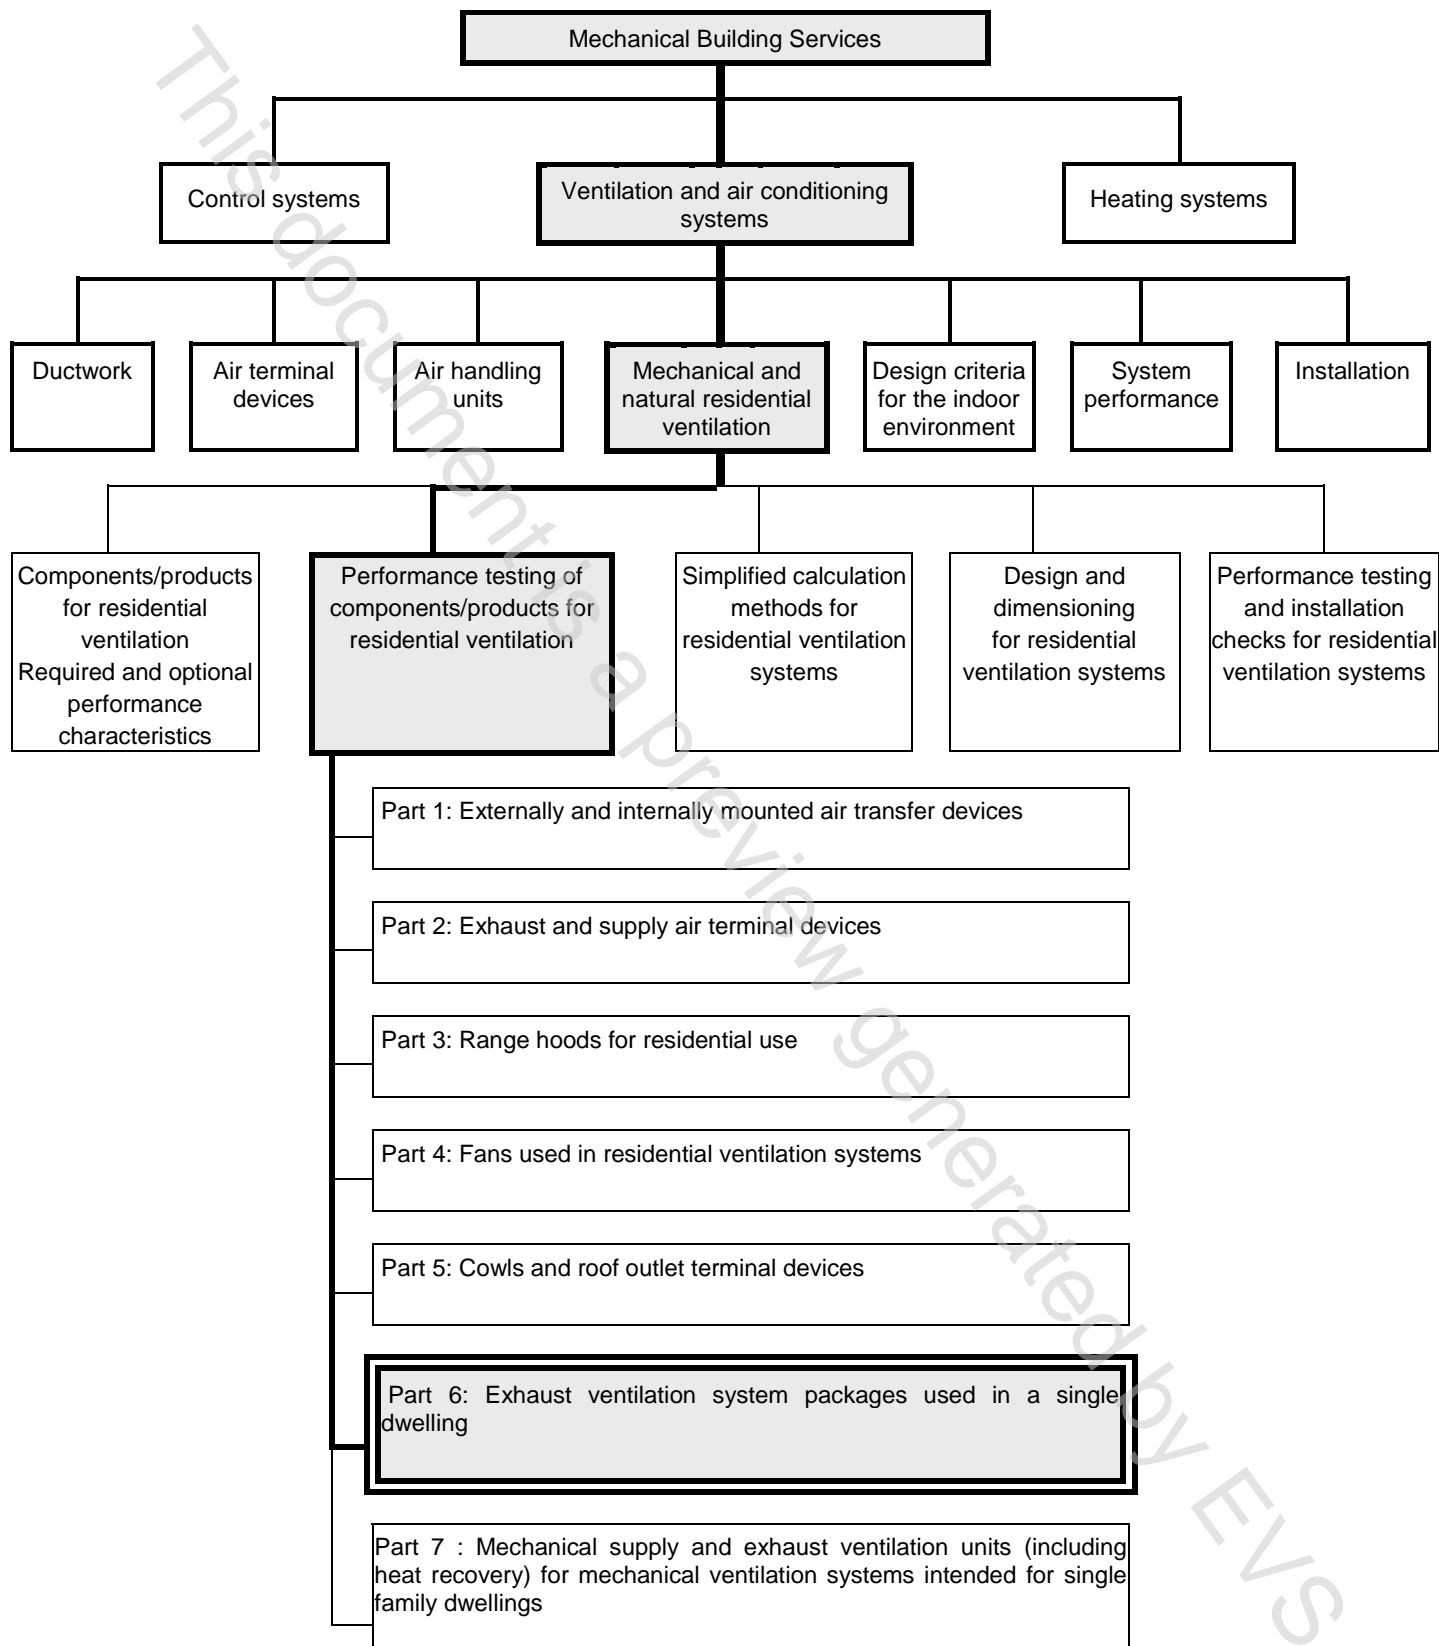 Mechanical Building Services
Control systems
Ventilation and air conditioning
systems
Heating systems
Ductwork
Air terminal
devices
Air handling
units
Mechanical and
natural residential
ventilation
Design criteria
for the indoor
environment
System
performance
Installation
Components/products
for residential
ventilation
Required and optional
performance
characteristics
Performance testing of
components/products for
residential ventilation
Simplified calculation
methods for
residential ventilation
systems
Design and
dimensioning
for residential
ventilation systems
Performance testing
and installation
checks for residential
ventilation systems
Part 1: Externally and internally mounted air transfer devices
Part 2: Exhaust and supply air terminal devices
Part 3: Range hoods for residential use
Part 4: Fans used in residential ventilation systems
Part 5: Cowls and roof outlet terminal devices
Part 6: Exhaust ventilation system packages used in a single
dwelling
Part 7 : Mechanical supply and exhaust ventilation units (including
heat recovery) for mechanical ventilation systems intended for single
family dwellings
This document is a preview generated by EVS